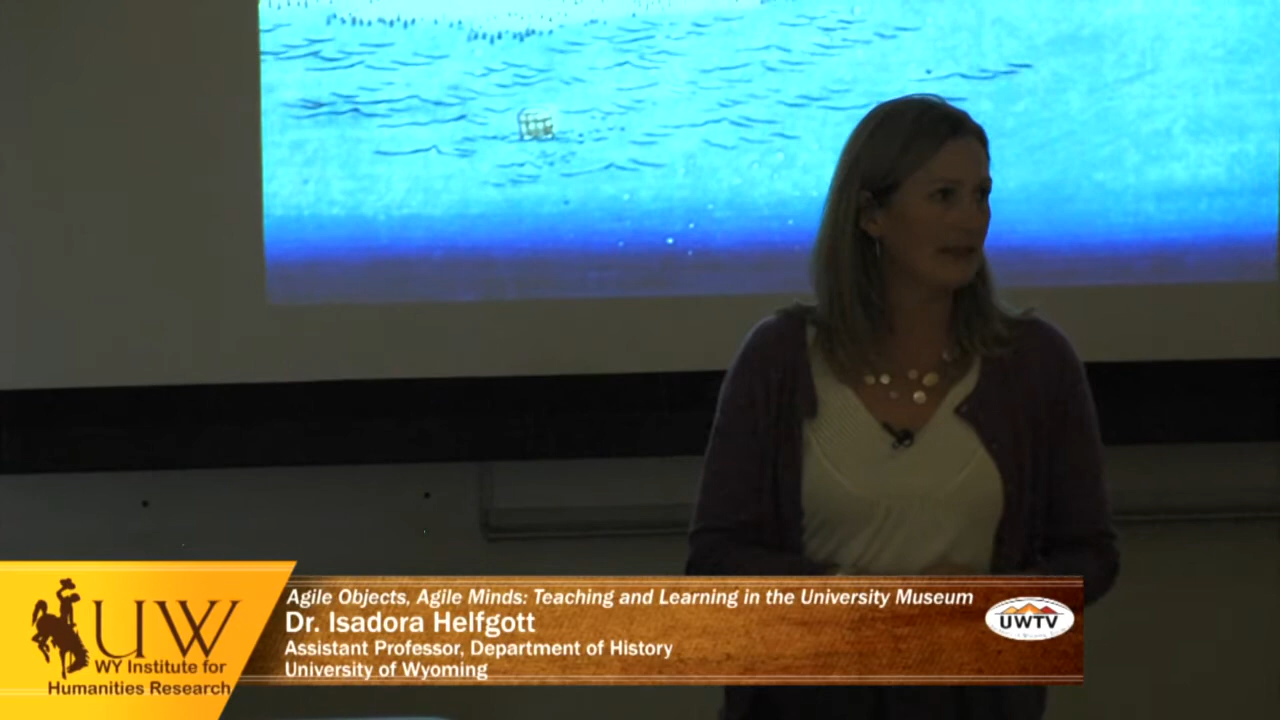 Agile Objects, Agile Minds: Teaching and Learning in the University Museum
Dr. Isadora Helfgott
Assistant Professor, Department of History
University of Wyoming
UW
WY Institute for
Humanities Research
UWTV